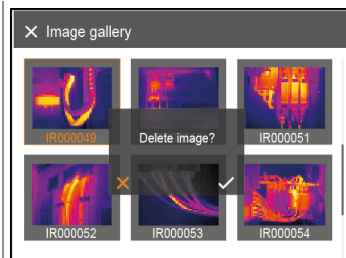 Image gallery
IR000049
Delete image?
IR000051
IR000052
IR000053
IR000054